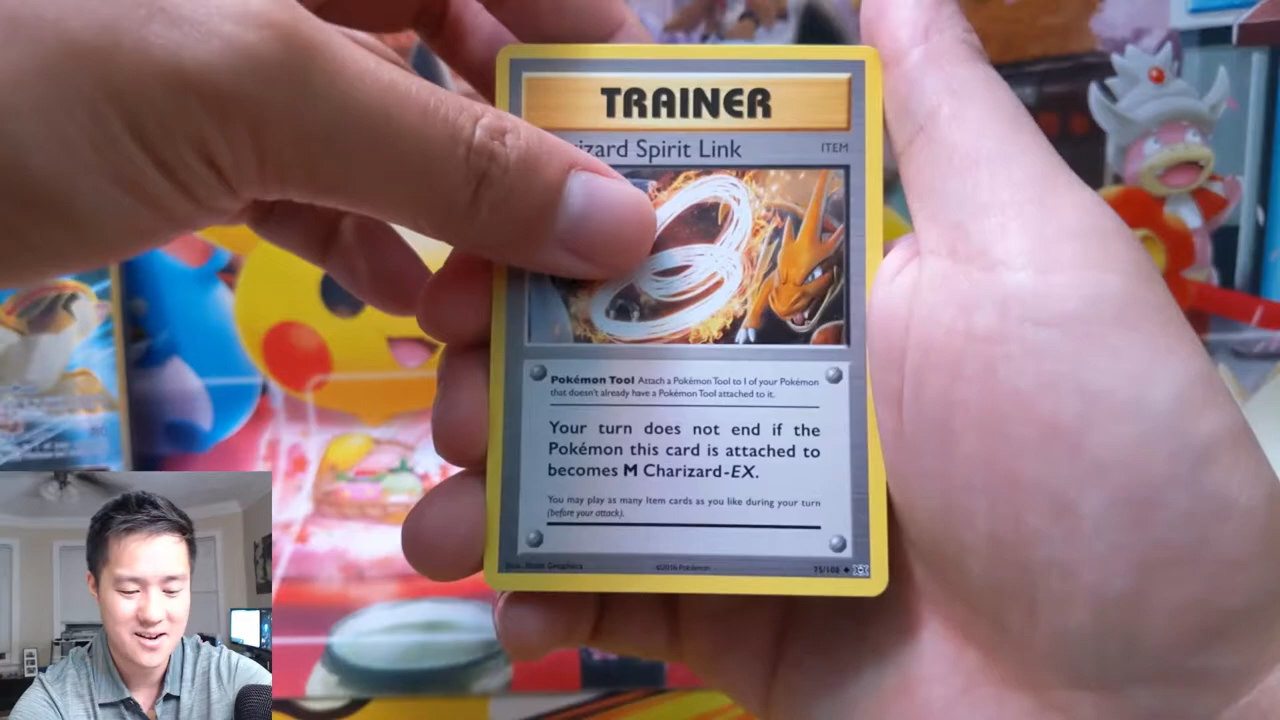 TRAINER
izard Spirit Link ITEM
Pokémon Tool Attach a Pokémon Tool to 1 of your Pokémon
that doesn't already have a Pokémon Tool attached to it.
Your turn does not end if the
Pokémon this card is attached to
becomes M Charizard-EX.
You may play as many Item cards as you like during your turn
(before your attack).
©2016 Pokémon 75/108